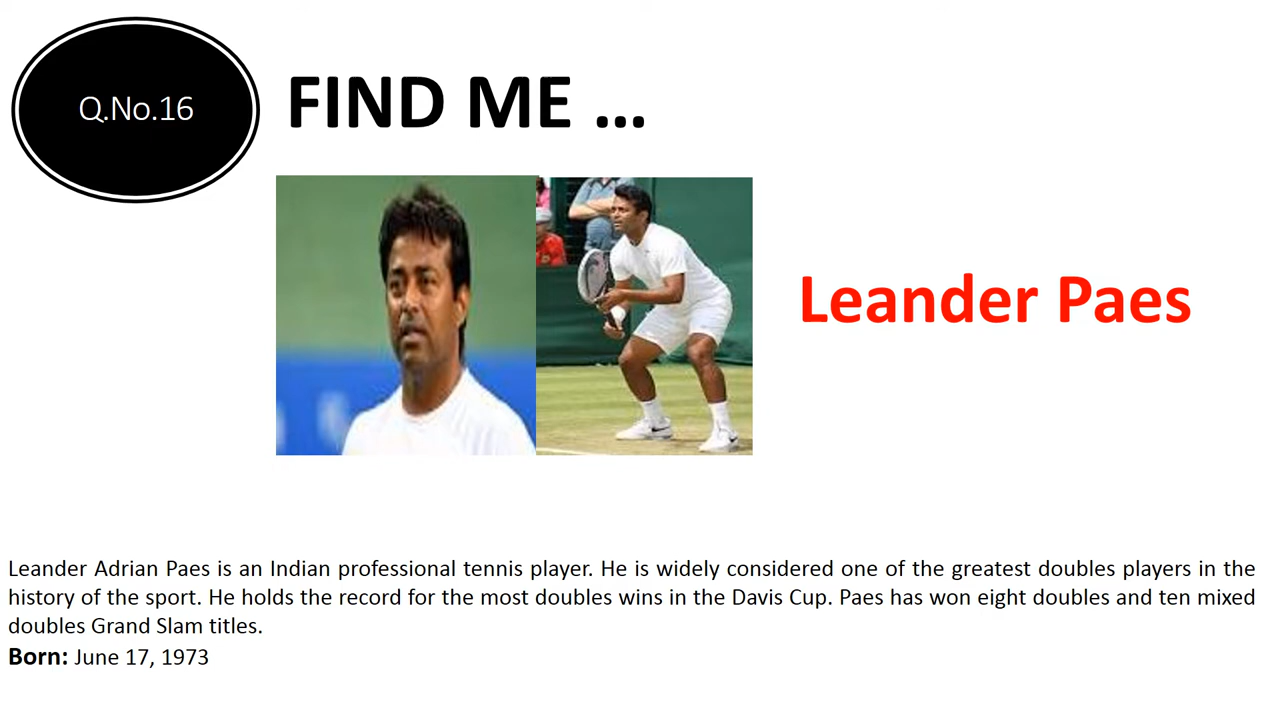 Q.No.16
FIND ME ...
Leander Paes
Leander Adrian Paes is an Indian professional tennis player. He is widely considered one of the greatest doubles players in the
history of the sport. He holds the record for the most doubles wins in the Davis Cup. Paes has won eight doubles and ten mixed
doubles Grand Slam titles.
Born: June 17, 1973